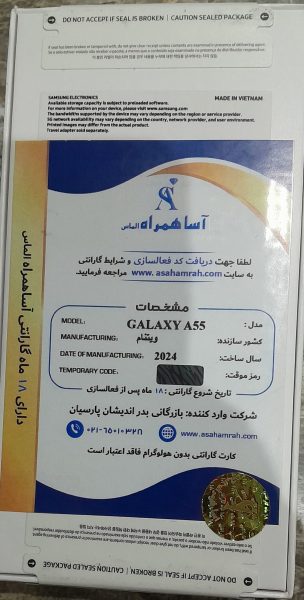 DO NOT ACCEPT IF SEAL IS BROKEN | CAUTION SEALED PACKAGE
SAMSUNG ELECTRONICS
MADE IN VIETNAM
Available storage capacity is subject to preloaded software.
For more information on your device, please visit www.samsung.com
The bandwidths supported by the device may vary depending on the region or service provider.
5G network availability may vary depending on country, network provider, and user environment.
Printed images may differ from the actual product.
Travel adapter sold separately.
آساهمراه الماس
لطفا جهت دریافت کد فعالسازی و شرایط گارانتی
به سایت www.asahamrah.com مراجعه فرمایید.
مشخصات
MODEL: GALAXY A55 مدل :
MANUFACTURING: ویتنام کشور سازنده:
DATE OF MANUFACTURING: 2024 سال ساخت:
TEMPORARY CODE: رمز موقت:
تاریخ شروع گارانتی : ۱۸ ماه پس از فعالسازی
شرکت وارد کننده: بازرگانی بدر اندیشان پارسیان
۰۲۱-۶۵۰۱۰۳۲۸ www.asahamrah.com
کارت گارانتی بدون هولوگرام فاقد اعتبار است
دارای ۱۸ ماه گارانتی آساهمراه الماس
DO NOT ACCEPT IF SEAL IS BROKEN | CAUTION SEALED PACKAGE